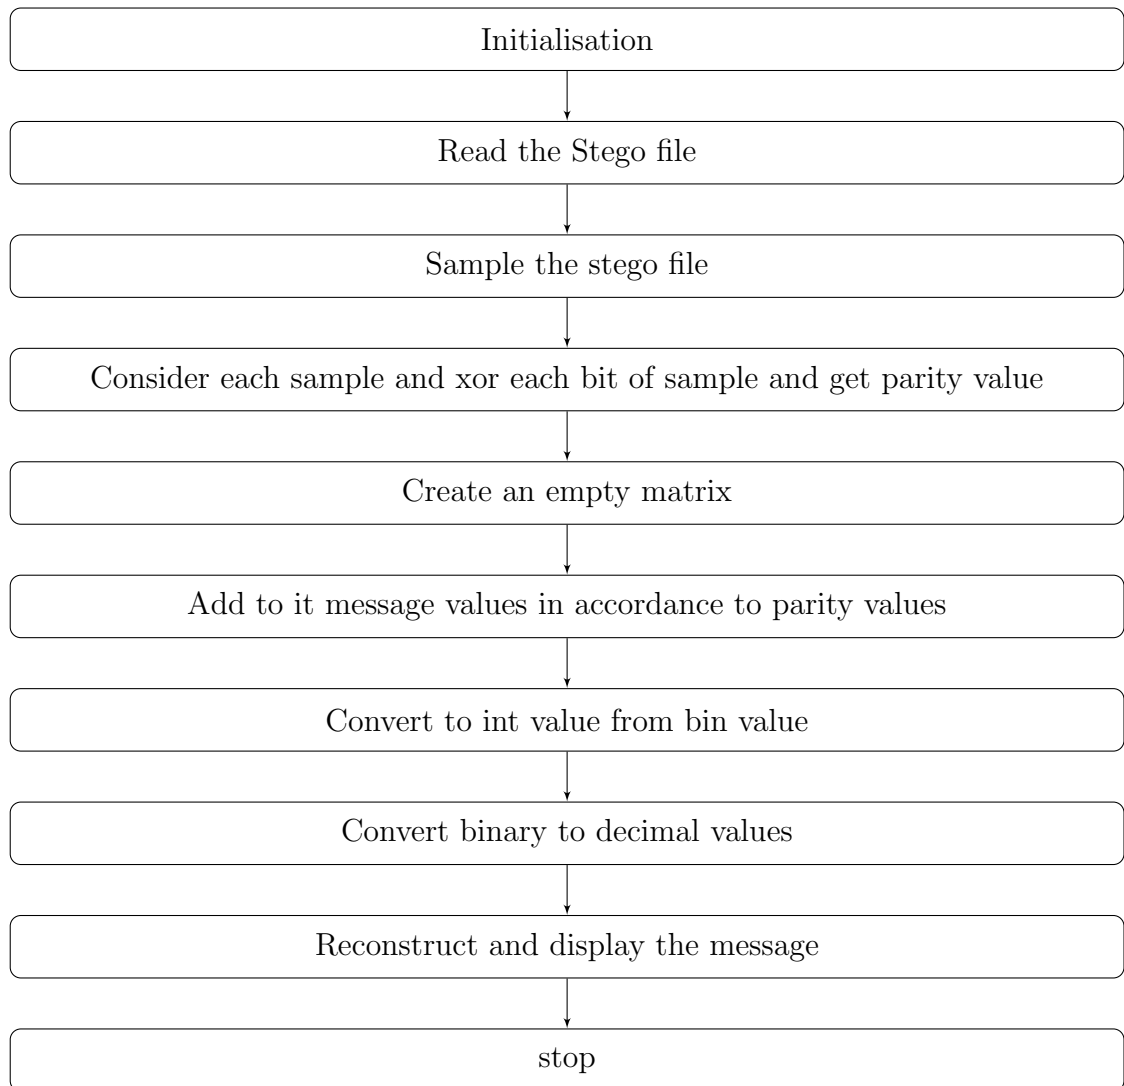 Initialisation
Read the Stego file
Sample the stego file
Consider each sample and xor each bit of sample and get parity value
Create an empty matrix
Add to it message values in accordance to parity values
Convert to int value from bin value
Convert binary to decimal values
Reconstruct and display the message
stop